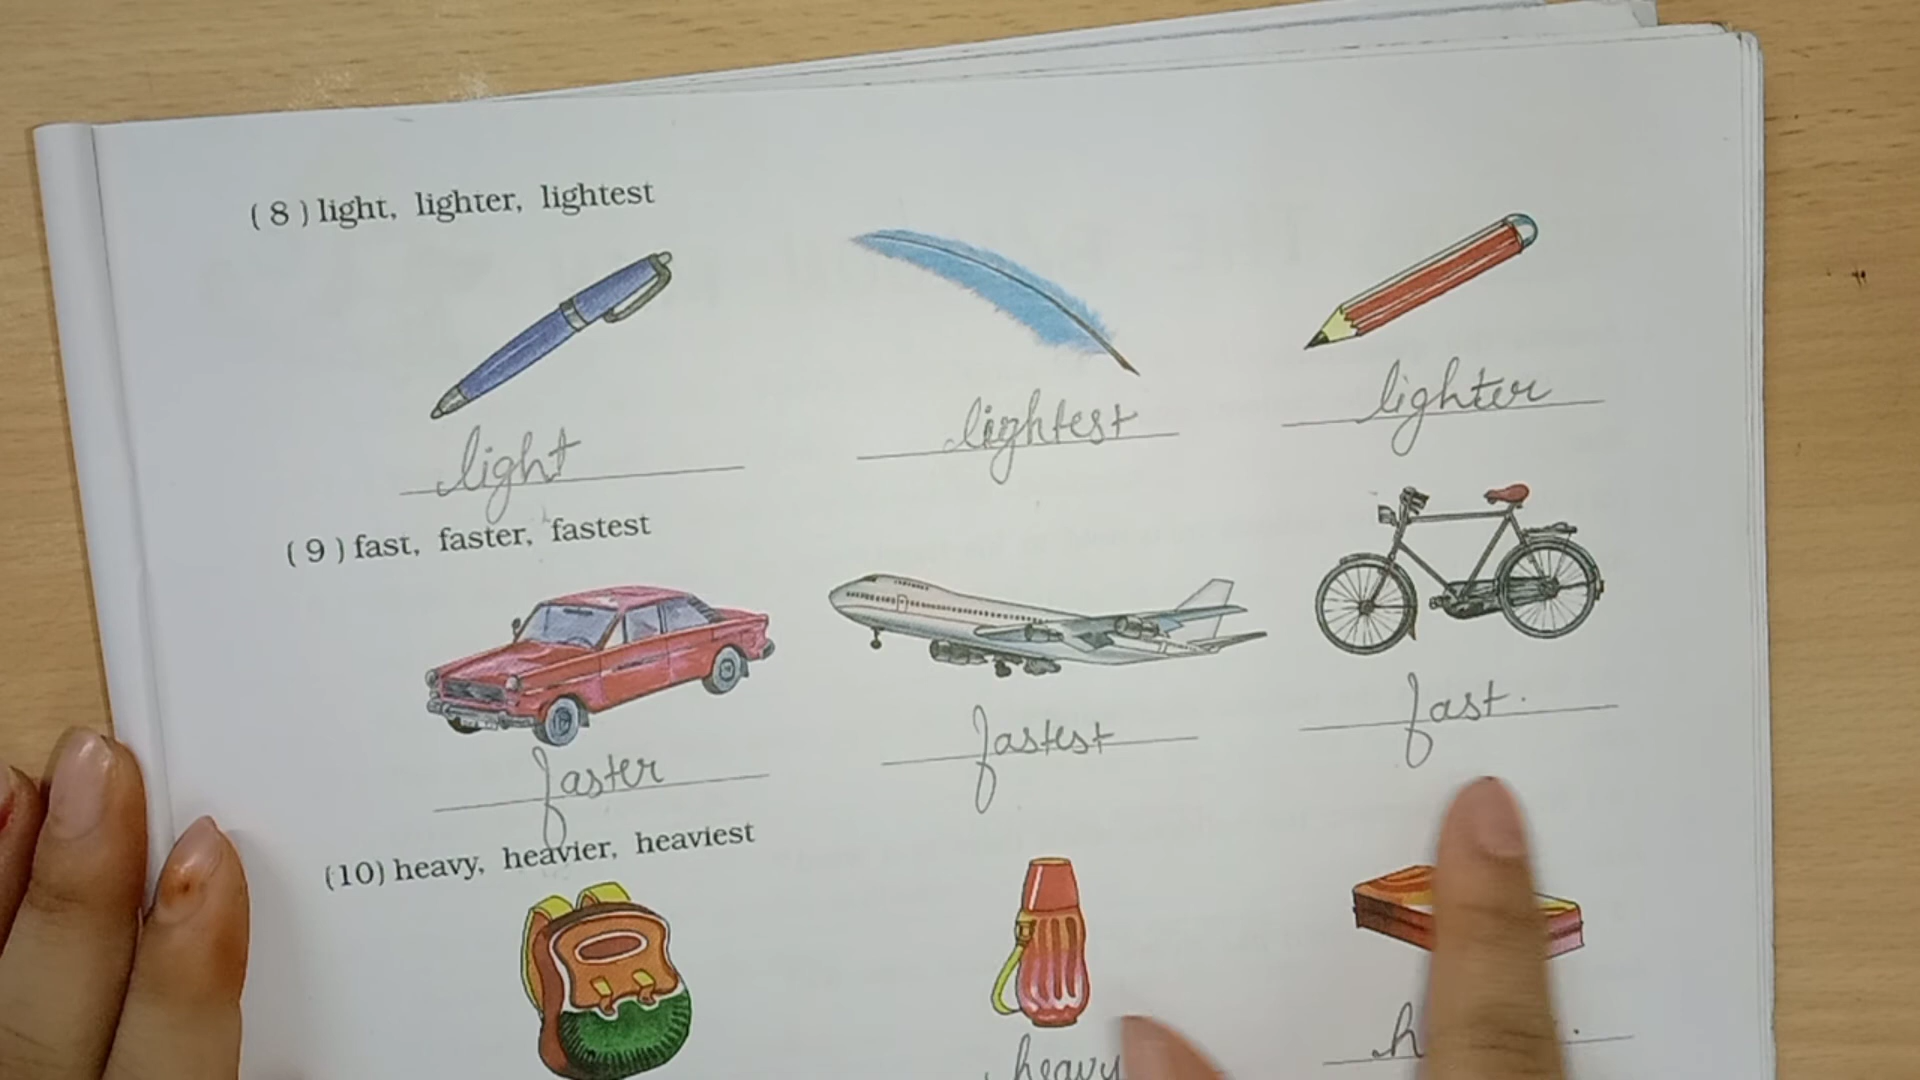 ( 8 ) light, lighter, lightest
light lightest lighter
( 9 ) fast, faster, fastest
faster fastest fast.
(10) heavy, heavier, heaviest
heavy